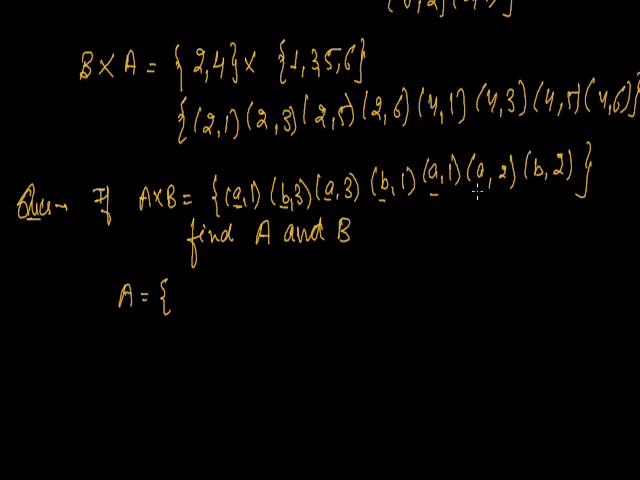 B × A = { 2,4} × {1,3,5,6}
{(2,1) (2,3) (2,5) (2,6) (4,1) (4,3) (4,5) (4,6)}
Ques→ If A×B = {(a,1) (b,3) (a,3) (b,1) (a,1) (a,2) (b,2)}
find A and B
A = {